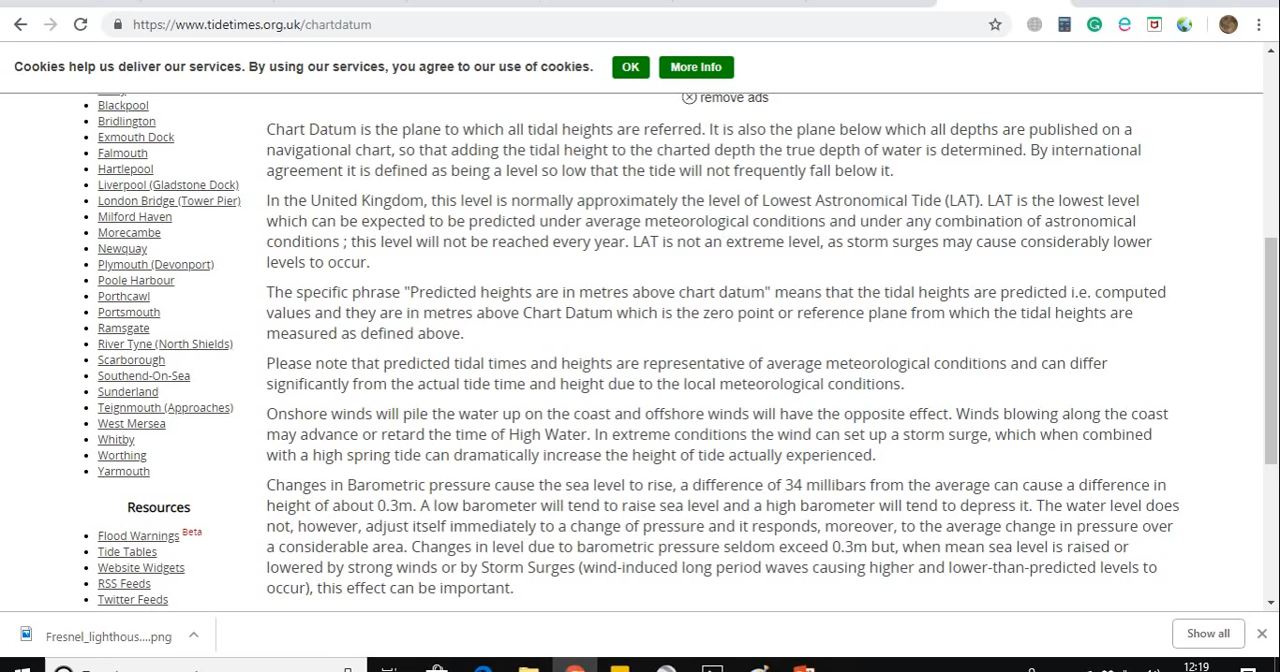 https://www.tidetimes.org.uk/chartdatum
Cookies help us deliver our services. By using our services, you agree to our use of cookies.
OK
More Info
remove ads
Blackpool
Bridlington
Exmouth Dock
Falmouth
Hartlepool
Liverpool (Gladstone Dock)
London Bridge (Tower Pier)
Milford Haven
Morecambe
Newquay
Plymouth (Devonport)
Poole Harbour
Porthcawl
Portsmouth
Ramsgate
River Tyne (North Shields)
Scarborough
Southend-On-Sea
Sunderland
Teignmouth (Approaches)
West Mersea
Whitby
Worthing
Yarmouth
Resources
Flood Warnings Beta
Tide Tables
Website Widgets
RSS Feeds
Twitter Feeds
Chart Datum is the plane to which all tidal heights are referred. It is also the plane below which all depths are published on a
navigational chart, so that adding the tidal height to the charted depth the true depth of water is determined. By international
agreement it is defined as being a level so low that the tide will not frequently fall below it.
In the United Kingdom, this level is normally approximately the level of Lowest Astronomical Tide (LAT). LAT is the lowest level
which can be expected to be predicted under average meteorological conditions and under any combination of astronomical
conditions ; this level will not be reached every year. LAT is not an extreme level, as storm surges may cause considerably lower
levels to occur.
The specific phrase "Predicted heights are in metres above chart datum" means that the tidal heights are predicted i.e. computed
values and they are in metres above Chart Datum which is the zero point or reference plane from which the tidal heights are
measured as defined above.
Please note that predicted tidal times and heights are representative of average meteorological conditions and can differ
significantly from the actual tide time and height due to the local meteorological conditions.
Onshore winds will pile the water up on the coast and offshore winds will have the opposite effect. Winds blowing along the coast
may advance or retard the time of High Water. In extreme conditions the wind can set up a storm surge, which when combined
with a high spring tide can dramatically increase the height of tide actually experienced.
Changes in Barometric pressure cause the sea level to rise, a difference of 34 millibars from the average can cause a difference in
height of about 0.3m. A low barometer will tend to raise sea level and a high barometer will tend to depress it. The water level does
not, however, adjust itself immediately to a change of pressure and it responds, moreover, to the average change in pressure over
a considerable area. Changes in level due to barometric pressure seldom exceed 0.3m but, when mean sea level is raised or
lowered by strong winds or by Storm Surges (wind-induced long period waves causing higher and lower-than-predicted levels to
occur), this effect can be important.
Fresnel_lighthous....png
Show all
12:19